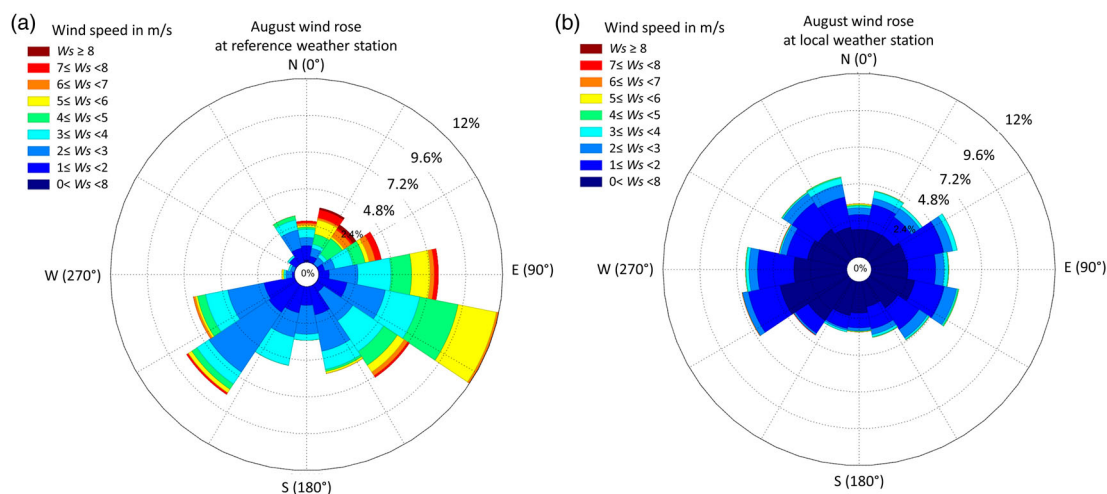 (a)
Wind speed in m/s
Ws ≥ 8
7≤ Ws <8
6≤ Ws <7
5≤ Ws <6
4≤ Ws <5
3≤ Ws <4
2≤ Ws <3
1≤ Ws <2
0< Ws <8
August wind rose
at reference weather station
N (0°)
12%
9.6%
7.2%
4.8%
2.4%
0%
W (270°)
E (90°)
S (180°)
(b)
Wind speed in m/s
Ws ≥ 8
7≤ Ws <8
6≤ Ws <7
5≤ Ws <6
4≤ Ws <5
3≤ Ws <4
2≤ Ws <3
1≤ Ws <2
0< Ws <8
August wind rose
at local weather station
N (0°)
12%
9.6%
7.2%
4.8%
2.4%
0%
W (270°)
E (90°)
S (180°)